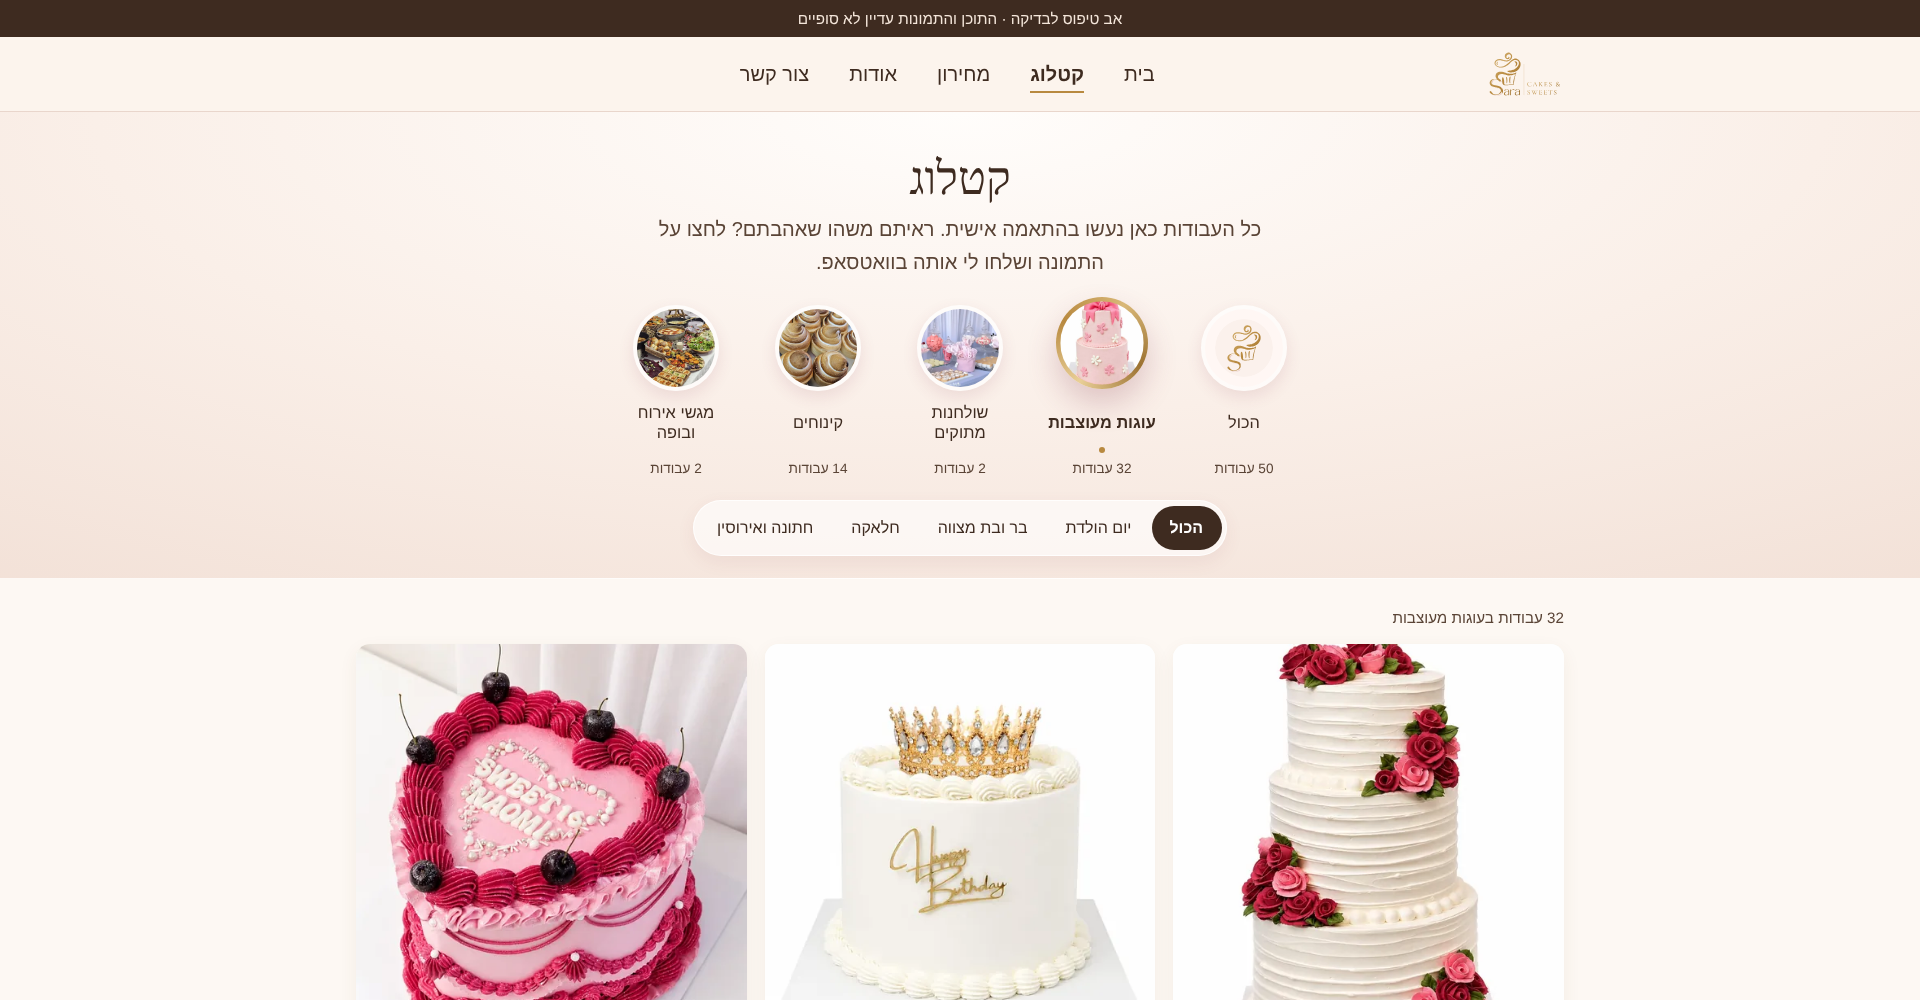 אב טיפוס לבדיקה · התוכן והתמונות עדיין לא סופיים
Sara
CAKES &
SWEETS
בית
קטלוג
מחירון
אודות
צור קשר
קטלוג
כל העבודות כאן נעשו בהתאמה אישית. ראיתם משהו שאהבתם? לחצו על
התמונה ושלחו לי אותה בוואטסאפ.
הכול
50 עבודות
עוגות מעוצבות
32 עבודות
שולחנות
מתוקים
2 עבודות
קינוחים
14 עבודות
מגשי אירוח
ובופה
2 עבודות
הכול
יום הולדת
בר ובת מצווה
חלאקה
חתונה ואירוסין
32 עבודות בעוגות מעוצבות
Happy
Birthday
SWEET 16
NAOMI